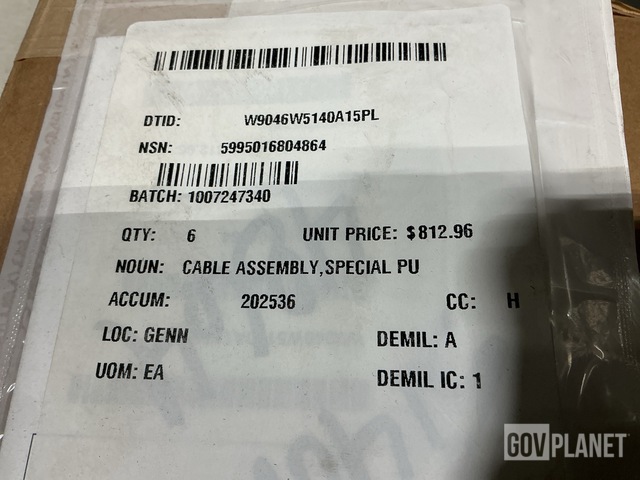 DTID: W9046W5140A15PL
NSN: 5995016804864
BATCH: 1007247340
QTY: 6 UNIT PRICE: $812.96
NOUN: CABLE ASSEMBLY,SPECIAL PU
ACCUM: 202536 CC: H
LOC: GENN DEMIL: A
UOM: EA DEMIL IC: 1
GOVPLANET